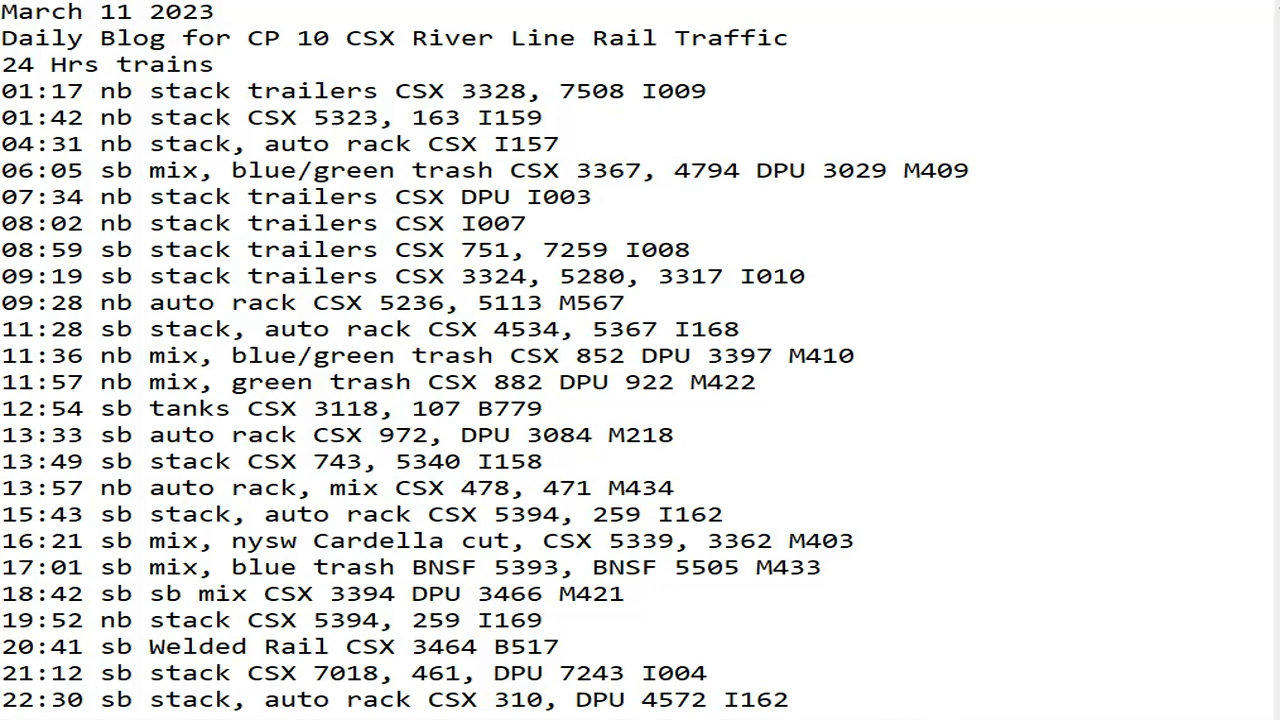 March 11 2023
Daily Blog for CP 10 CSX River Line Rail Traffic
24 Hrs trains
01:17 nb stack trailers CSX 3328, 7508 I009
01:42 nb stack CSX 5323, 163 I159
04:31 nb stack, auto rack CSX I157
06:05 sb mix, blue/green trash CSX 3367, 4794 DPU 3029 M409
07:34 nb stack trailers CSX DPU I003
08:02 nb stack trailers CSX I007
08:59 sb stack trailers CSX 751, 7259 I008
09:19 sb stack trailers CSX 3324, 5280, 3317 I010
09:28 nb auto rack CSX 5236, 5113 M567
11:28 sb stack, auto rack CSX 4534, 5367 I168
11:36 nb mix, blue/green trash CSX 852 DPU 3397 M410
11:57 nb mix, green trash CSX 882 DPU 922 M422
12:54 sb tanks CSX 3118, 107 B779
13:33 sb auto rack CSX 972, DPU 3084 M218
13:49 sb stack CSX 743, 5340 I158
13:57 nb auto rack, mix CSX 478, 471 M434
15:43 sb stack, auto rack CSX 5394, 259 I162
16:21 sb mix, nysw Cardella cut, CSX 5339, 3362 M403
17:01 sb mix, blue trash BNSF 5393, BNSF 5505 M433
18:42 sb sb mix CSX 3394 DPU 3466 M421
19:52 nb stack CSX 5394, 259 I169
20:41 sb Welded Rail CSX 3464 B517
21:12 sb stack CSX 7018, 461, DPU 7243 I004
22:30 sb stack, auto rack CSX 310, DPU 4572 I162